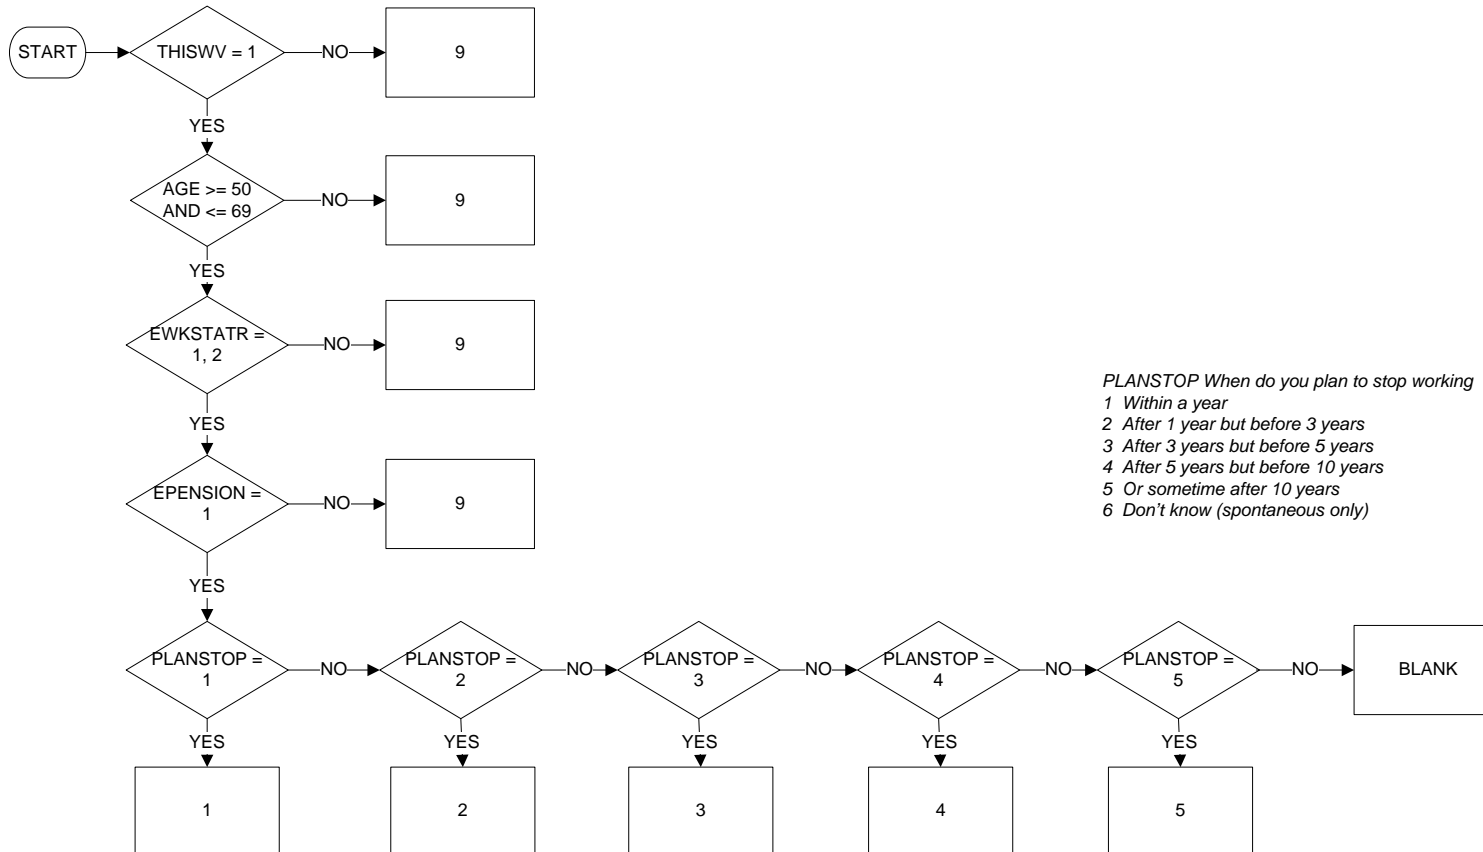 START
THISWV = 1
NO
9
YES
AGE >= 50
AND <= 69
NO
9
YES
EWKSTATR =
1, 2
NO
9
YES
EPENSION =
1
NO
9
YES
PLANSTOP When do you plan to stop working
1 Within a year
2 After 1 year but before 3 years
3 After 3 years but before 5 years
4 After 5 years but before 10 years
5 Or sometime after 10 years
6 Don't know (spontaneous only)
PLANSTOP =
1
NO
PLANSTOP =
2
NO
PLANSTOP =
3
NO
PLANSTOP =
4
NO
PLANSTOP =
5
NO
BLANK
YES
YES
YES
YES
YES
1
2
3
4
5